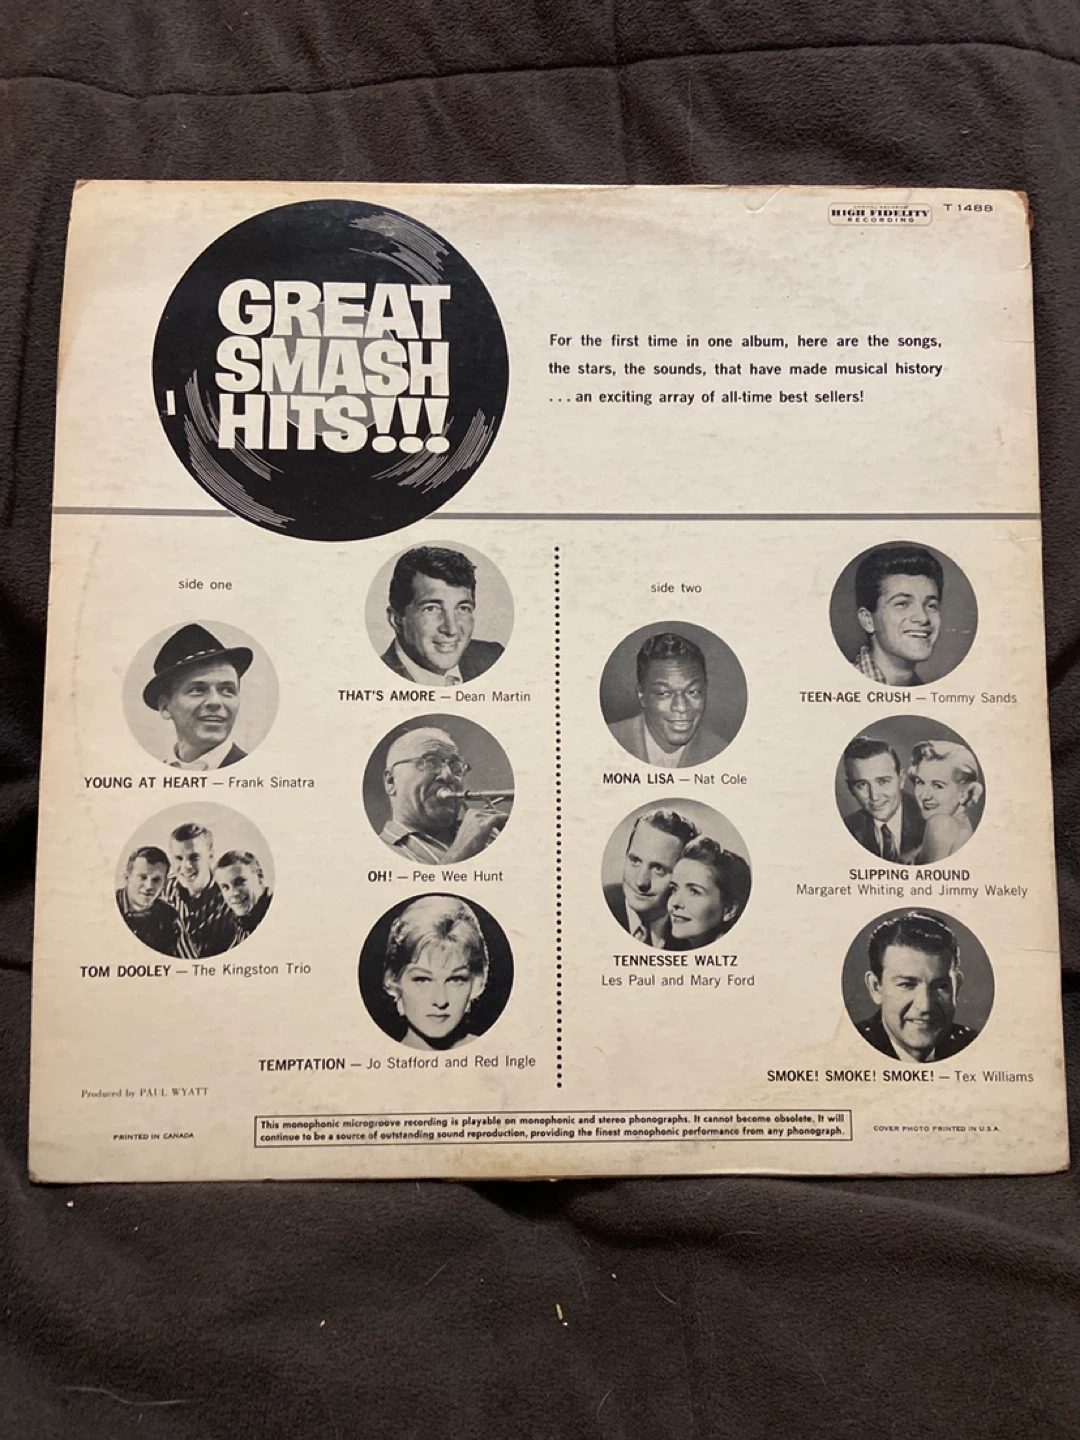 CAPITOL RECORDS
HIGH FIDELITY
RECORDING
T 1488
GREAT
SMASH
HITS!!!
For the first time in one album, here are the songs,
the stars, the sounds, that have made musical history
... an exciting array of all-time best sellers!
side one
THAT'S AMORE — Dean Martin
YOUNG AT HEART — Frank Sinatra
OH! — Pee Wee Hunt
TOM DOOLEY — The Kingston Trio
TEMPTATION — Jo Stafford and Red Ingle
side two
TEEN-AGE CRUSH — Tommy Sands
MONA LISA — Nat Cole
SLIPPING AROUND
Margaret Whiting and Jimmy Wakely
TENNESSEE WALTZ
Les Paul and Mary Ford
SMOKE! SMOKE! SMOKE! — Tex Williams
Produced by PAUL WYATT
PRINTED IN CANADA
This monophonic microgroove recording is playable on monophonic and stereo phonographs. It cannot become obsolete. It will
continue to be a source of outstanding sound reproduction, providing the finest monophonic performance from any phonograph.
COVER PHOTO PRINTED IN U.S.A.